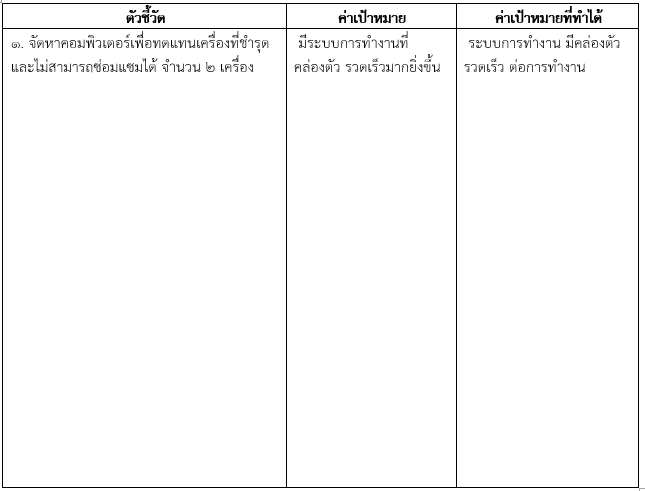 ตัวชี้วัด ค่าเป้าหมาย ค่าเป้าหมายที่ทำได้
๑. จัดหาคอมพิวเตอร์เพื่อทดแทนเครื่องที่ชำรุด
และไม่สามารถซ่อมแซมได้ จำนวน ๒ เครื่อง
มีระบบการทำงานที่
คล่องตัว รวดเร็วมากยิ่งขึ้น
ระบบการทำงาน มีคล่องตัว
รวดเร็ว ต่อการทำงาน